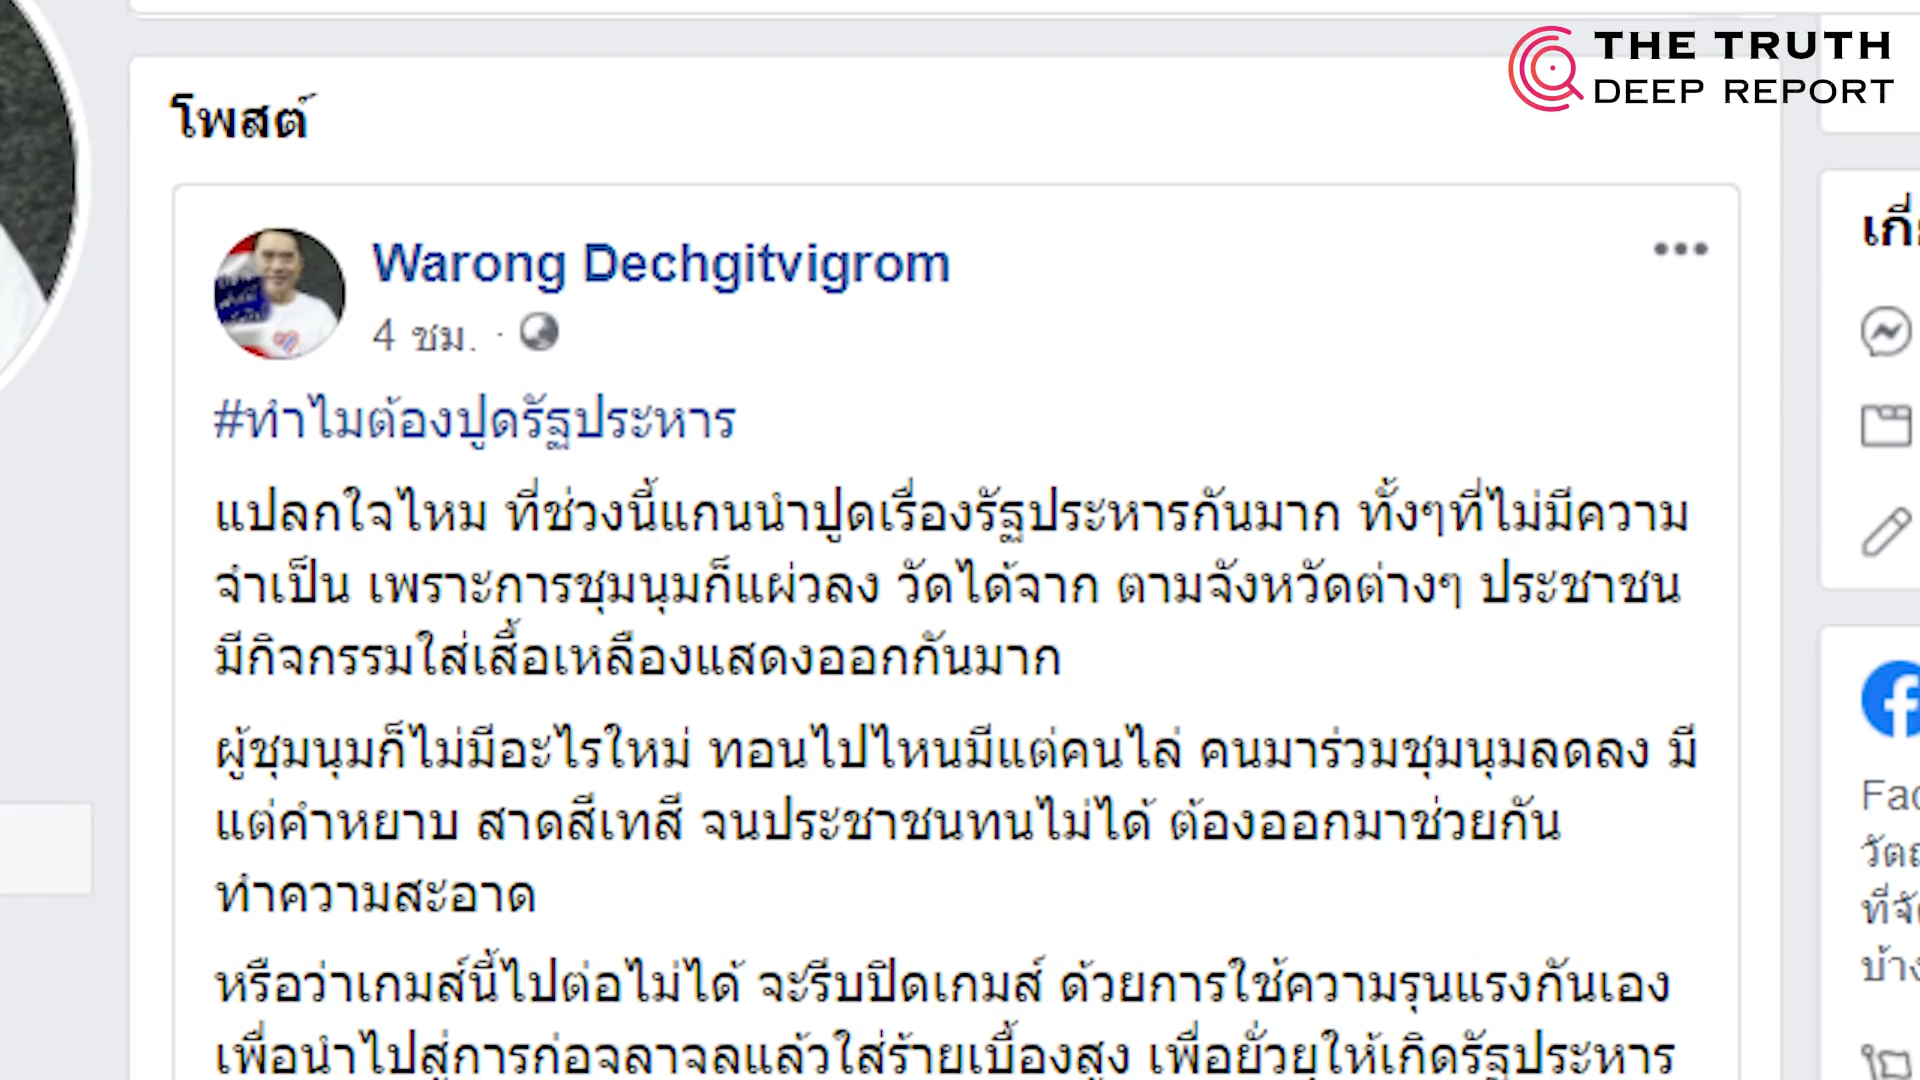 THE TRUTH
DEEP REPORT
โพสต์
Warong Dechgitvigrom
4 ชม. ·
#ทำไมต้องปูดรัฐประหาร
แปลกใจไหม ที่ช่วงนี้แกนนำปูดเรื่องรัฐประหารกันมาก ทั้งๆที่ไม่มีความ
จำเป็น เพราะการชุมนุมก็แผ่วลง วัดได้จาก ตามจังหวัดต่างๆ ประชาชน
มีกิจกรรมใส่เสื้อเหลืองแสดงออกกันมาก
ผู้ชุมนุมก็ไม่มีอะไรใหม่ ทอนไปไหนมีแต่คนไล่ คนมาร่วมชุมนุมลดลง มี
แต่คำหยาบ สาดสีเทสี จนประชาชนทนไม่ได้ ต้องออกมาช่วยกัน
ทำความสะอาด
หรือว่าเกมส์นี้ไปต่อไม่ได้ จะรีบปิดเกมส์ ด้วยการใช้ความรุนแรงกันเอง
เพื่อนำไปสู่การก่อจลาจลแล้วใส่ร้ายเบื้องสูง เพื่อยั่วยุให้เกิดรัฐประหาร
Fac
ที่จั
บ้าง